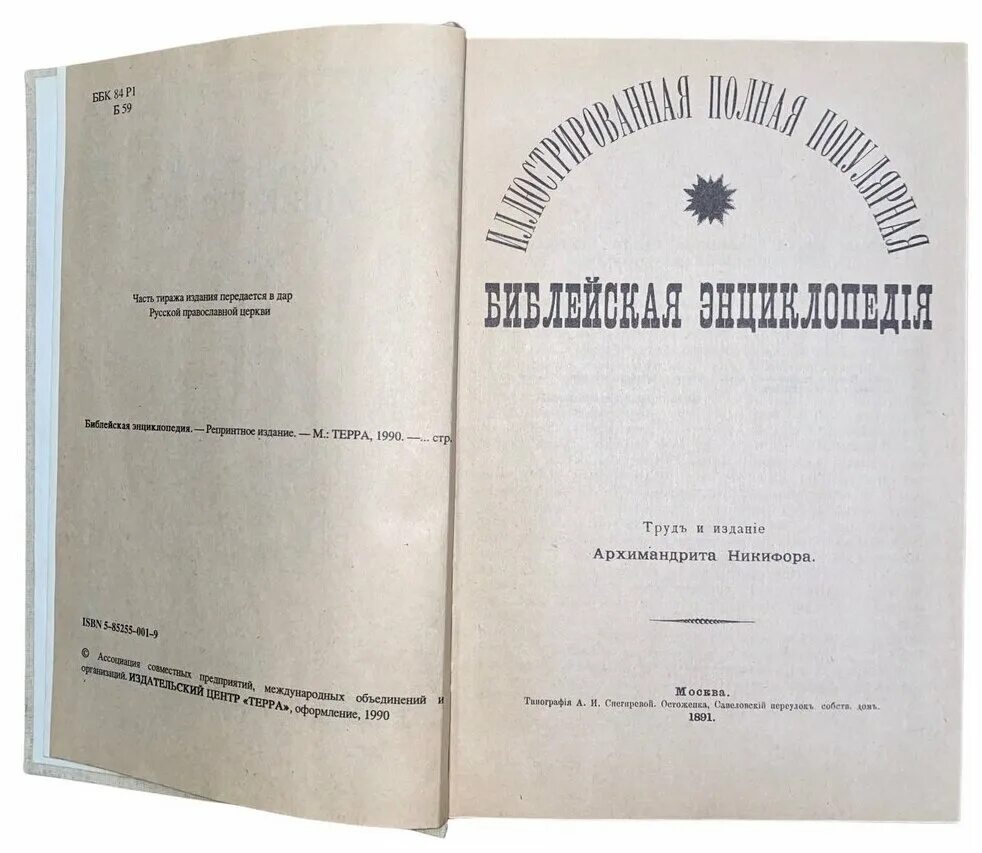 ББК 84 Р1
Б 59
Часть тиража издания передается в дар
Русской православной церкви
Библейская энциклопедия. — Репринтное издание. — М.: ТЕРРА, 1990. —... стр.
ISBN 5-85255-001-9
© Ассоциация совместных предприятий, международных объединений и
организаций. ИЗДАТЕЛЬСКИЙ ЦЕНТР «ТЕРРА», оформление, 1990
ИЛЛЮСТРИРОВАННАЯ ПОЛНАЯ ПОПУЛЯРНАЯ
БИБЛЕЙСКАЯ ЭНЦИКЛОПЕДІЯ
Трудъ и изданіе
Архимандрита Никифора.
Москва.
Типографія А. И. Снегиревой. Остоженка, Савеловскій переулокъ собств. домъ.
1891.